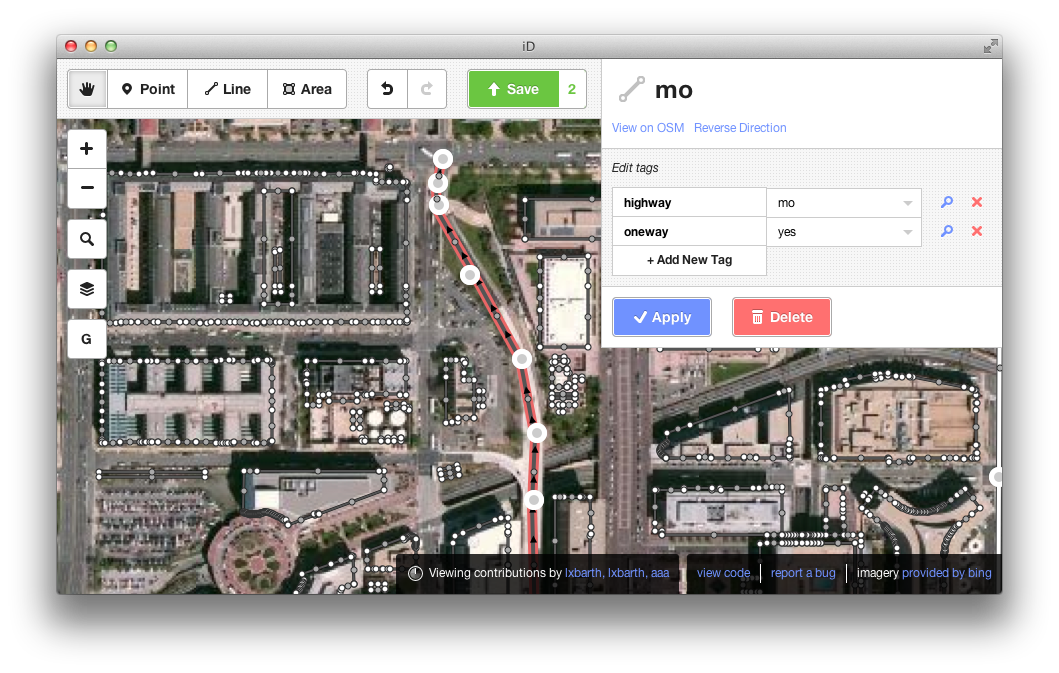 iD
Point
Line
Area
Save 2
mo
View on OSM Reverse Direction
Edit tags
highway mo
oneway yes
+ Add New Tag
Apply Delete
+
−
G
Viewing contributions by lxbarth, lxbarth, aaa view code report a bug imagery provided by bing